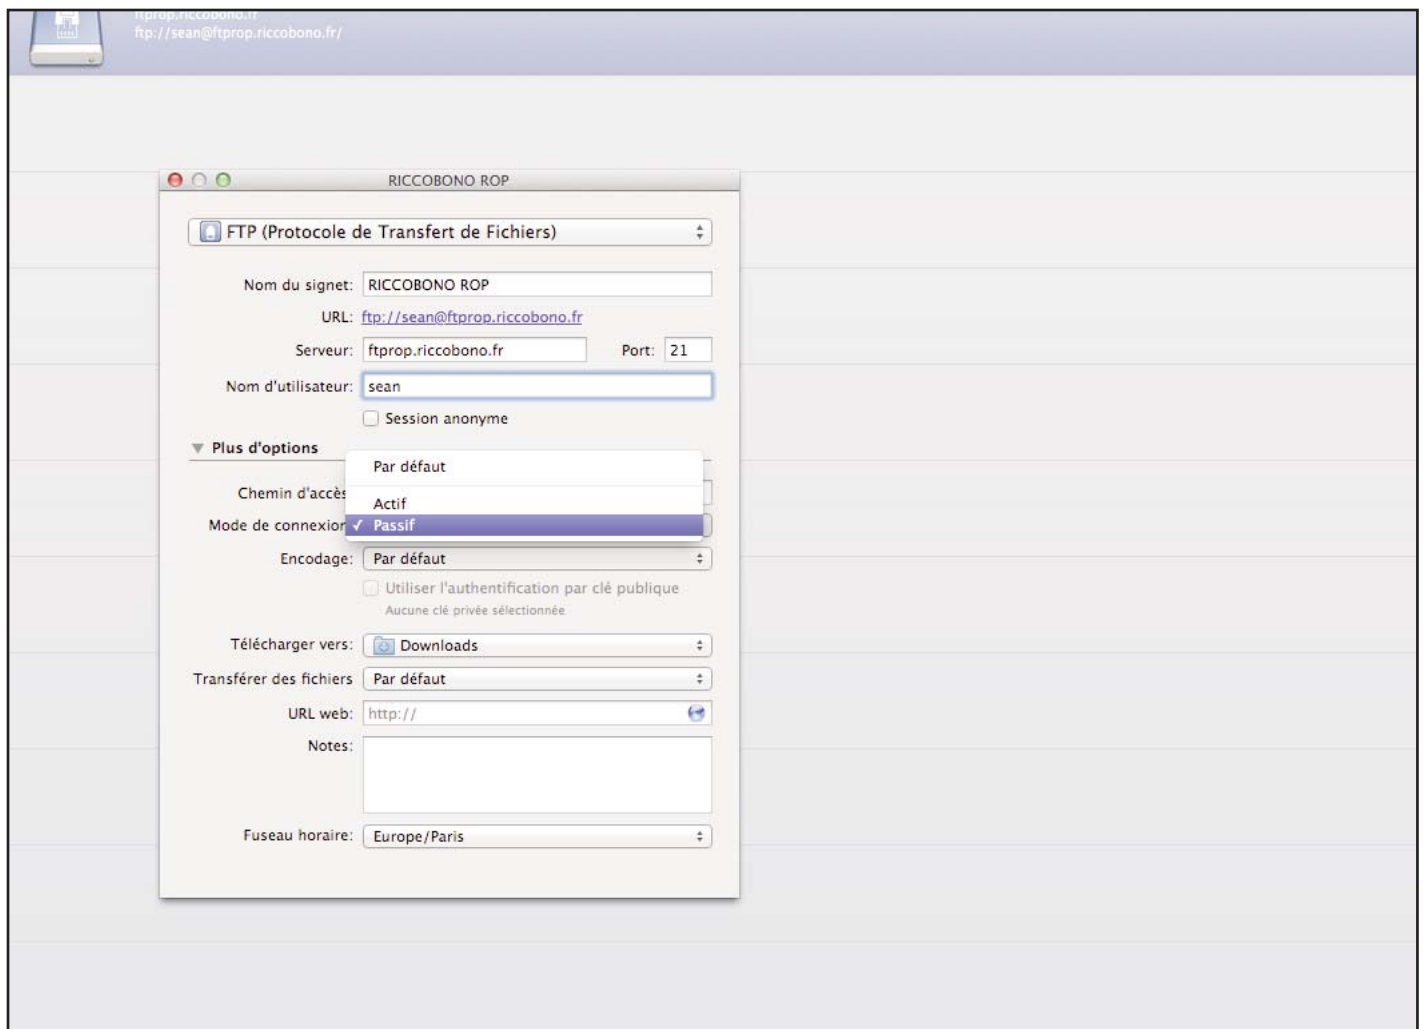 ftprop.riccobono.fr
ftp://sean@ftprop.riccobono.fr/
RICCOBONO ROP
FTP (Protocole de Transfert de Fichiers)
Nom du signet: RICCOBONO ROP
URL: ftp://sean@ftprop.riccobono.fr
Serveur: ftprop.riccobono.fr Port: 21
Nom d'utilisateur: sean
Session anonyme
Plus d'options
Par défaut
Chemin d'accès
Actif
Mode de connexion ✓ Passif
Encodage: Par défaut
Utiliser l'authentification par clé publique
Aucune clé privée sélectionnée
Télécharger vers: Downloads
Transférer des fichiers Par défaut
URL web: http://
Notes:
Fuseau horaire: Europe/Paris